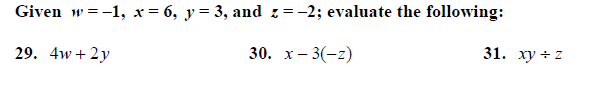 Given w = –1, x = 6, y = 3, and z = –2; evaluate the following:
29. 4w + 2y 30. x – 3(–z) 31. xy ÷ z